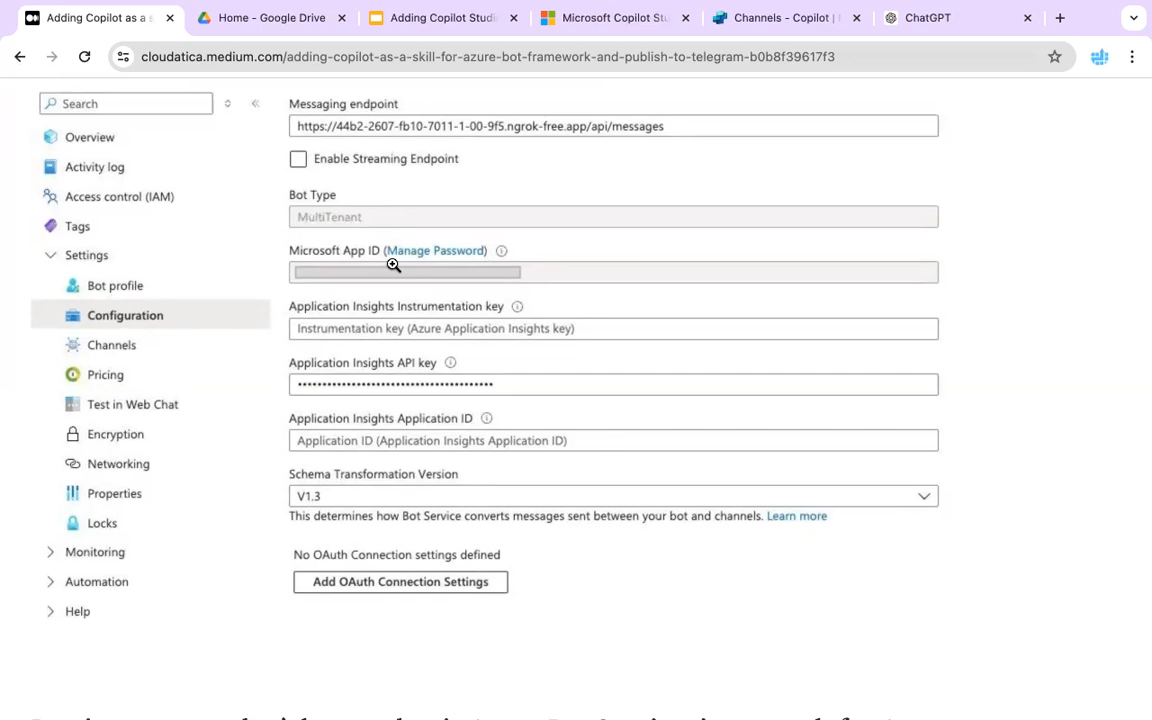 Adding Copilot as a s
Home - Google Drive
Adding Copilot Studi
Microsoft Copilot Stu
Channels - Copilot |
ChatGPT
cloudatica.medium.com/adding-copilot-as-a-skill-for-azure-bot-framework-and-publish-to-telegram-b0b8f39617f3
Search
Overview
Activity log
Access control (IAM)
Tags
Settings
Bot profile
Configuration
Channels
Pricing
Test in Web Chat
Encryption
Networking
Properties
Locks
Monitoring
Automation
Help
Messaging endpoint
https://44b2-2607-fb10-7011-1-00-9f5.ngrok-free.app/api/messages
Enable Streaming Endpoint
Bot Type
MultiTenant
Microsoft App ID (Manage Password)
Application Insights Instrumentation key
Instrumentation key (Azure Application Insights key)
Application Insights API key
Application Insights Application ID
Application ID (Application Insights Application ID)
Schema Transformation Version
V1.3
This determines how Bot Service converts messages sent between your bot and channels. Learn more
No OAuth Connection settings defined
Add OAuth Connection Settings